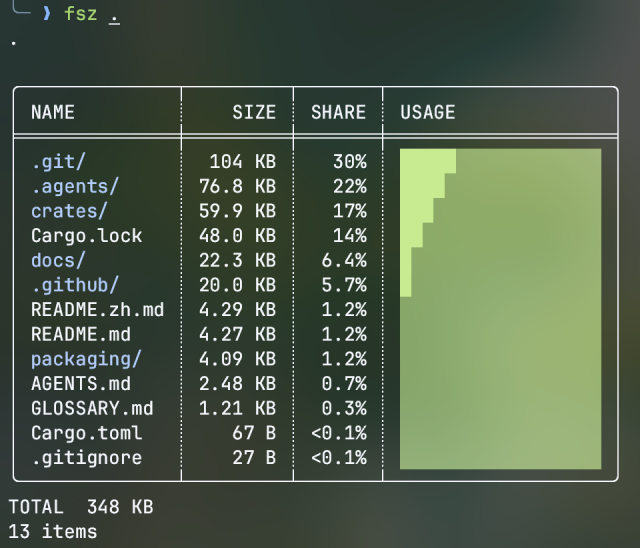 ❯ fsz .
.
NAME SIZE SHARE USAGE
.git/ 104 KB 30%
.agents/ 76.8 KB 22%
crates/ 59.9 KB 17%
Cargo.lock 48.0 KB 14%
docs/ 22.3 KB 6.4%
.github/ 20.0 KB 5.7%
README.zh.md 4.29 KB 1.2%
README.md 4.27 KB 1.2%
packaging/ 4.09 KB 1.2%
AGENTS.md 2.48 KB 0.7%
GLOSSARY.md 1.21 KB 0.3%
Cargo.toml 67 B <0.1%
.gitignore 27 B <0.1%
TOTAL 348 KB
13 items